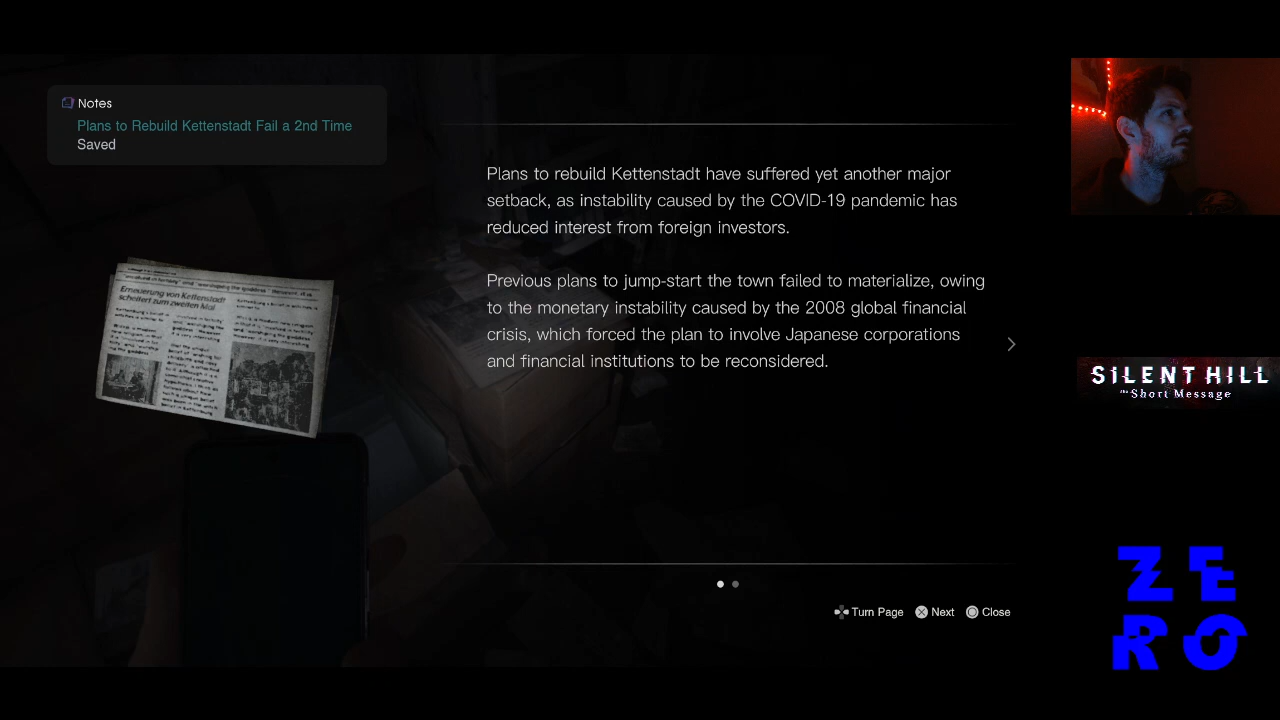 Notes
Plans to Rebuild Kettenstadt Fail a 2nd Time
Saved
Erneuerung von Kettenstadt
scheitert zum zweiten Mal
Plans to rebuild Kettenstadt have suffered yet another major
setback, as instability caused by the COVID-19 pandemic has
reduced interest from foreign investors.
Previous plans to jump-start the town failed to materialize, owing
to the monetary instability caused by the 2008 global financial
crisis, which forced the plan to involve Japanese corporations
and financial institutions to be reconsidered.
Turn Page Next Close
SILENT HILL
The Short Message
ZE
RO